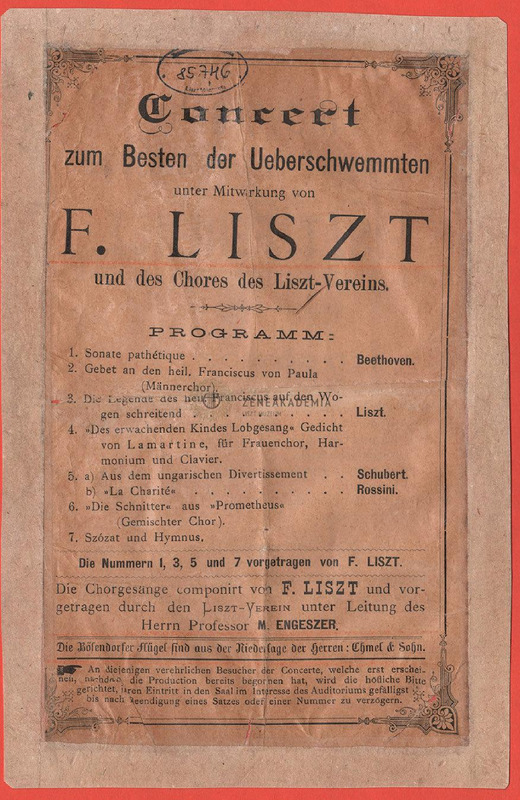 85746
Concert
zum Besten der Ueberschwemmten
unter Mitwirkung von
F. LISZT
und des Chores des Liszt-Vereins.
PROGRAMM:
1. Sonate pathétique . . . . . . . . . . Beethoven.
2. Gebet an den heil. Franciscus von Paula
(Männerchor).
3. Die Legende des heil. Franciscus auf den Wo-
gen schreitend . . . . . . . . . . Liszt.
ZENEAKADEMIA
4. »Des erwachenden Kindes Lobgesang« Gedicht
von Lamartine, für Frauenchor, Har-
monium und Clavier.
5. a) Aus dem ungarischen Divertissement . . Schubert.
b) »La Charité« . . . . . . . . . . Rossini.
6. »Die Schnitter« aus »Prometheus«
(Gemischter Chor).
7. Szózat und Hymnus.
Die Nummern 1, 3, 5 und 7 vorgetragen von F. LISZT.
Die Chorgesänge componirt von F. LISZT und vor-
getragen durch den LISZT-VEREIN unter Leitung des
Herrn Professor M. ENGESZER.
Die Bösendorfer Flügel sind aus der Niederlage der Herren: Chmel & Sohn.
An diejenigen verehrlichen Besucher der Concerte, welche erst erschei-
nen, nachdem die Production bereits begonnen hat, wird die höfliche Bitte
gerichtet, ihren Eintritt in den Saal im Interesse des Auditoriums gefälligst
bis nach Beendigung eines Satzes oder einer Nummer zu verzögern.